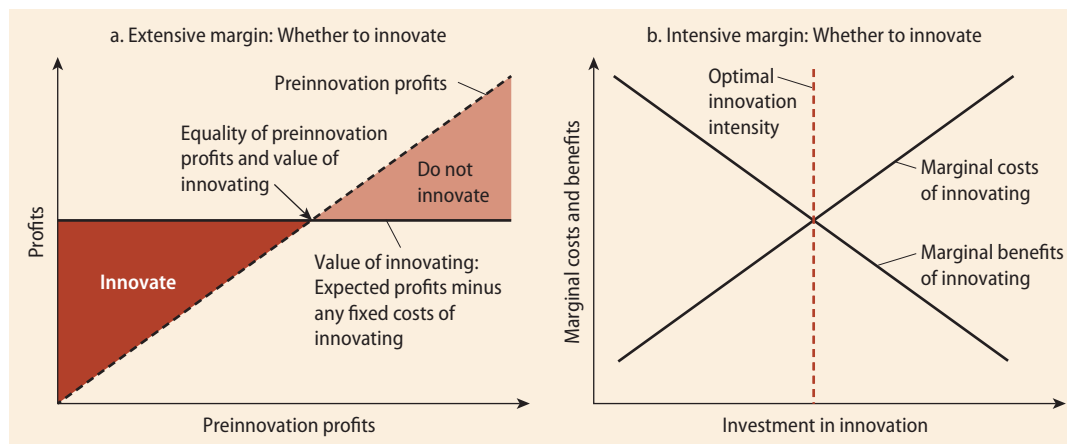 a. Extensive margin: Whether to innovate
Preinnovation profits
Equality of preinnovation
profits and value of
innovating
Do not
innovate
Innovate
Value of innovating:
Expected profits minus
any fixed costs of
innovating
Profits
Preinnovation profits
b. Intensive margin: Whether to innovate
Optimal
innovation
intensity
Marginal costs
of innovating
Marginal benefits
of innovating
Marginal costs and benefits
Investment in innovation